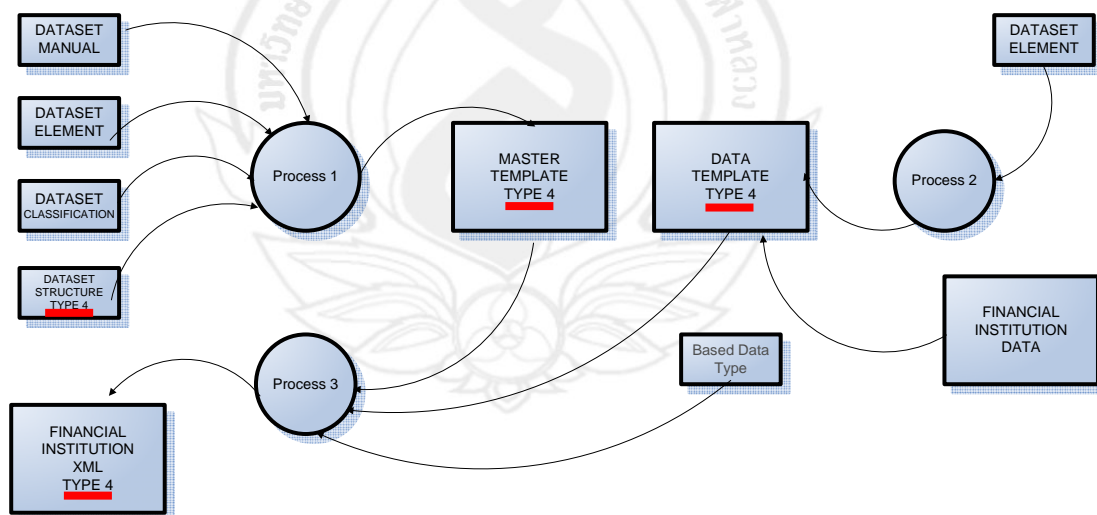 DATASET
MANUAL
DATASET
ELEMENT
DATASET
ELEMENT
DATASET
CLASSIFICATION
DATASET
STRUCTURE
TYPE 4
Process 1
MASTER
TEMPLATE
TYPE 4
DATA
TEMPLATE
TYPE 4
Process 2
FINANCIAL
INSTITUTION
DATA
Based Data
Type
Process 3
FINANCIAL
INSTITUTION
XML
TYPE 4